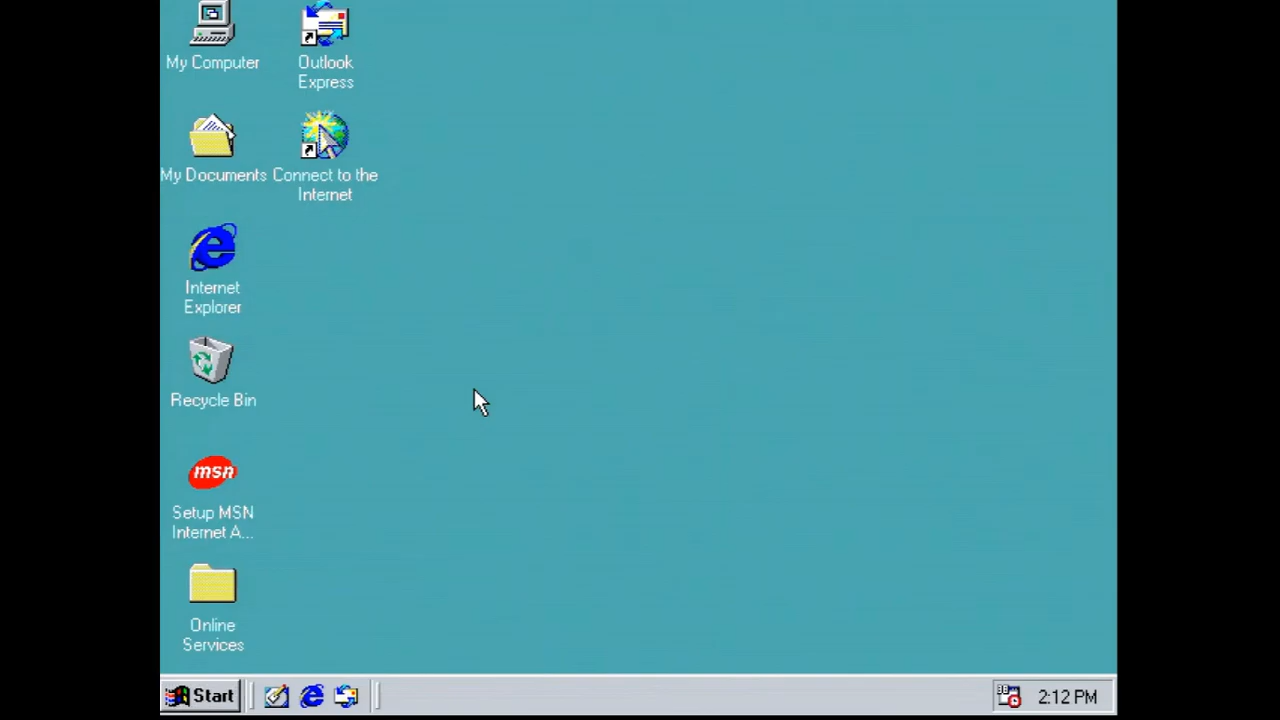 My Computer
Outlook
Express
My Documents
Connect to the
Internet
Internet
Explorer
Recycle Bin
msn
Setup MSN
Internet A...
Online
Services
Start
2:12 PM